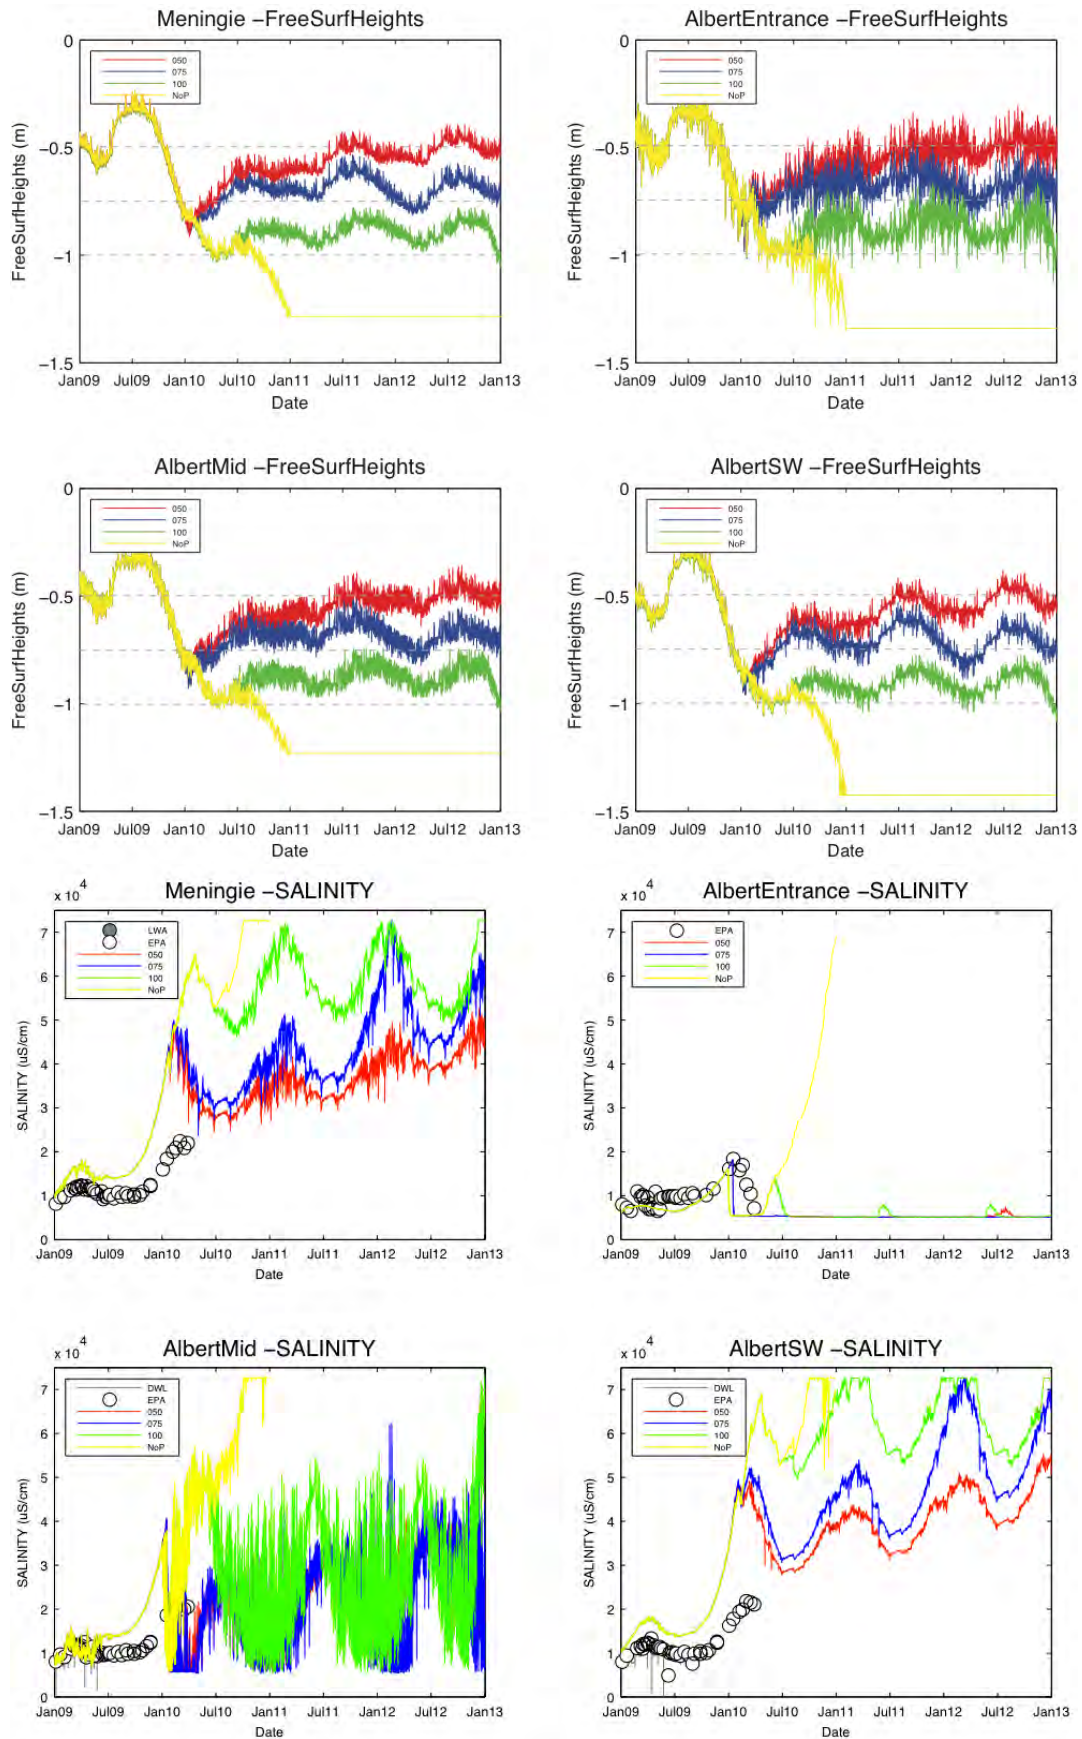 Meningie −FreeSurfHeights
0
−0.5
−1
−1.5
FreeSurfHeights (m)
050
075
100
NoP
Jan09 Jul09 Jan10 Jul10 Jan11 Jul11 Jan12 Jul12 Jan13
Date
AlbertEntrance −FreeSurfHeights
0
−0.5
−1
−1.5
FreeSurfHeights (m)
050
075
100
NoP
Jan09 Jul09 Jan10 Jul10 Jan11 Jul11 Jan12 Jul12 Jan13
Date
AlbertMid −FreeSurfHeights
0
−0.5
−1
−1.5
FreeSurfHeights (m)
050
075
100
NoP
Jan09 Jul09 Jan10 Jul10 Jan11 Jul11 Jan12 Jul12 Jan13
Date
AlbertSW −FreeSurfHeights
0
−0.5
−1
−1.5
FreeSurfHeights (m)
050
075
100
NoP
Jan09 Jul09 Jan10 Jul10 Jan11 Jul11 Jan12 Jul12 Jan13
Date
x 10^4
Meningie −SALINITY
7
6
5
4
3
2
1
0
SALINITY (uS/cm)
LWA
EPA
050
075
100
NoP
Jan09 Jul09 Jan10 Jul10 Jan11 Jul11 Jan12 Jul12 Jan13
Date
x 10^4
AlbertEntrance −SALINITY
7
6
5
4
3
2
1
0
SALINITY (uS/cm)
EPA
050
075
100
NoP
Jan09 Jul09 Jan10 Jul10 Jan11 Jul11 Jan12 Jul12 Jan13
Date
x 10^4
AlbertMid −SALINITY
7
6
5
4
3
2
1
0
SALINITY (uS/cm)
DWL
EPA
050
075
100
NoP
Jan09 Jul09 Jan10 Jul10 Jan11 Jul11 Jan12 Jul12 Jan13
Date
x 10^4
AlbertSW −SALINITY
7
6
5
4
3
2
1
0
SALINITY (uS/cm)
DWL
EPA
050
075
100
NoP
Jan09 Jul09 Jan10 Jul10 Jan11 Jul11 Jan12 Jul12 Jan13
Date